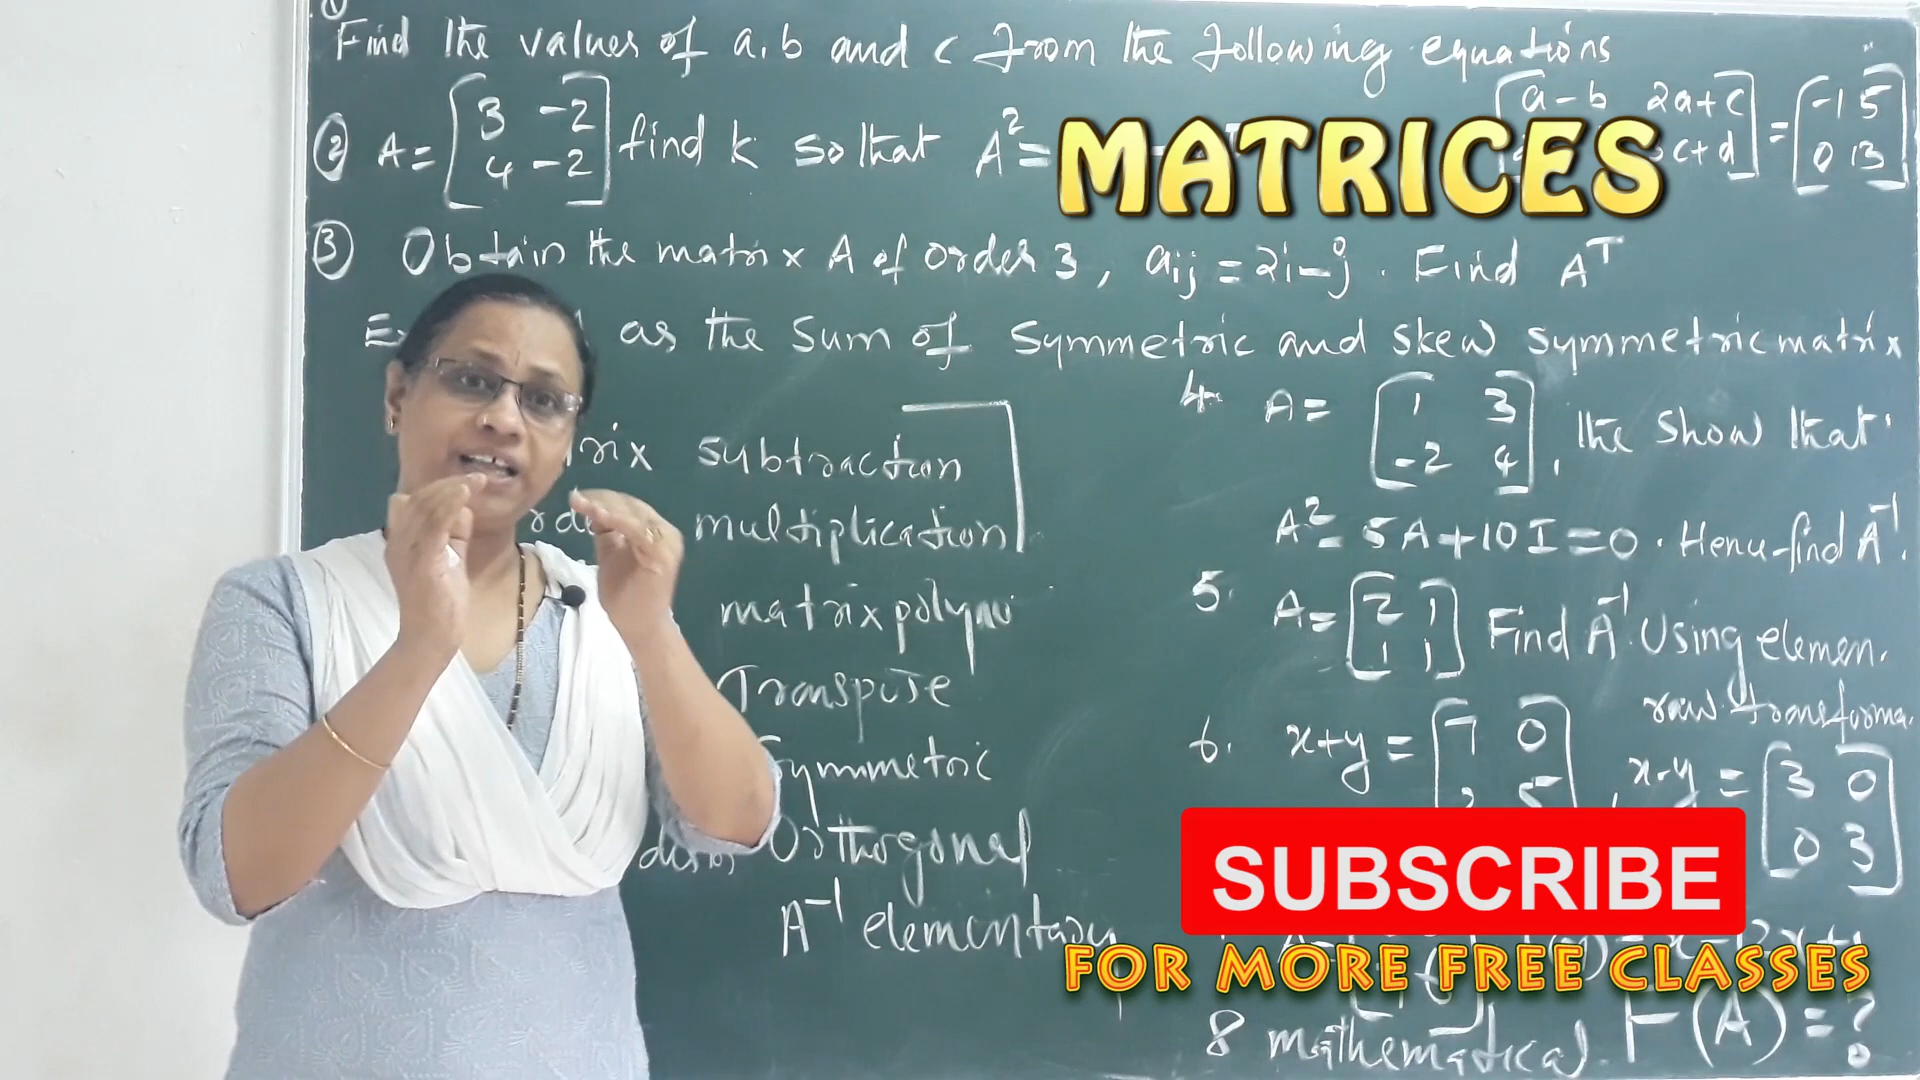 ①
Find the values of a, b and c from the following equations
[a-b 2a+c
c+d] = [-1 5
0 13]
② A = [3 -2
4 -2] find k so that A² =
MATRICES
③ Obtain the matrix A of order 3, aij = 2i-j. Find A^T
as the sum of symmetric and skew symmetric matrix
subtraction
multiplication
matrix polyno
Transpose
Symmetric
Orthogonal
A⁻¹ elementary
4. A = [1 3
-2 4], the show that
A² - 5A + 10I = 0. Hence find A⁻¹.
5. A = [2 1
1 1] Find A⁻¹. Using elemen.
row transforma.
6. x+y = [7 0
5], x-y = [3 0
0 3]
SUBSCRIBE
FOR MORE FREE CLASSES
8 mathematical F(A) = ?